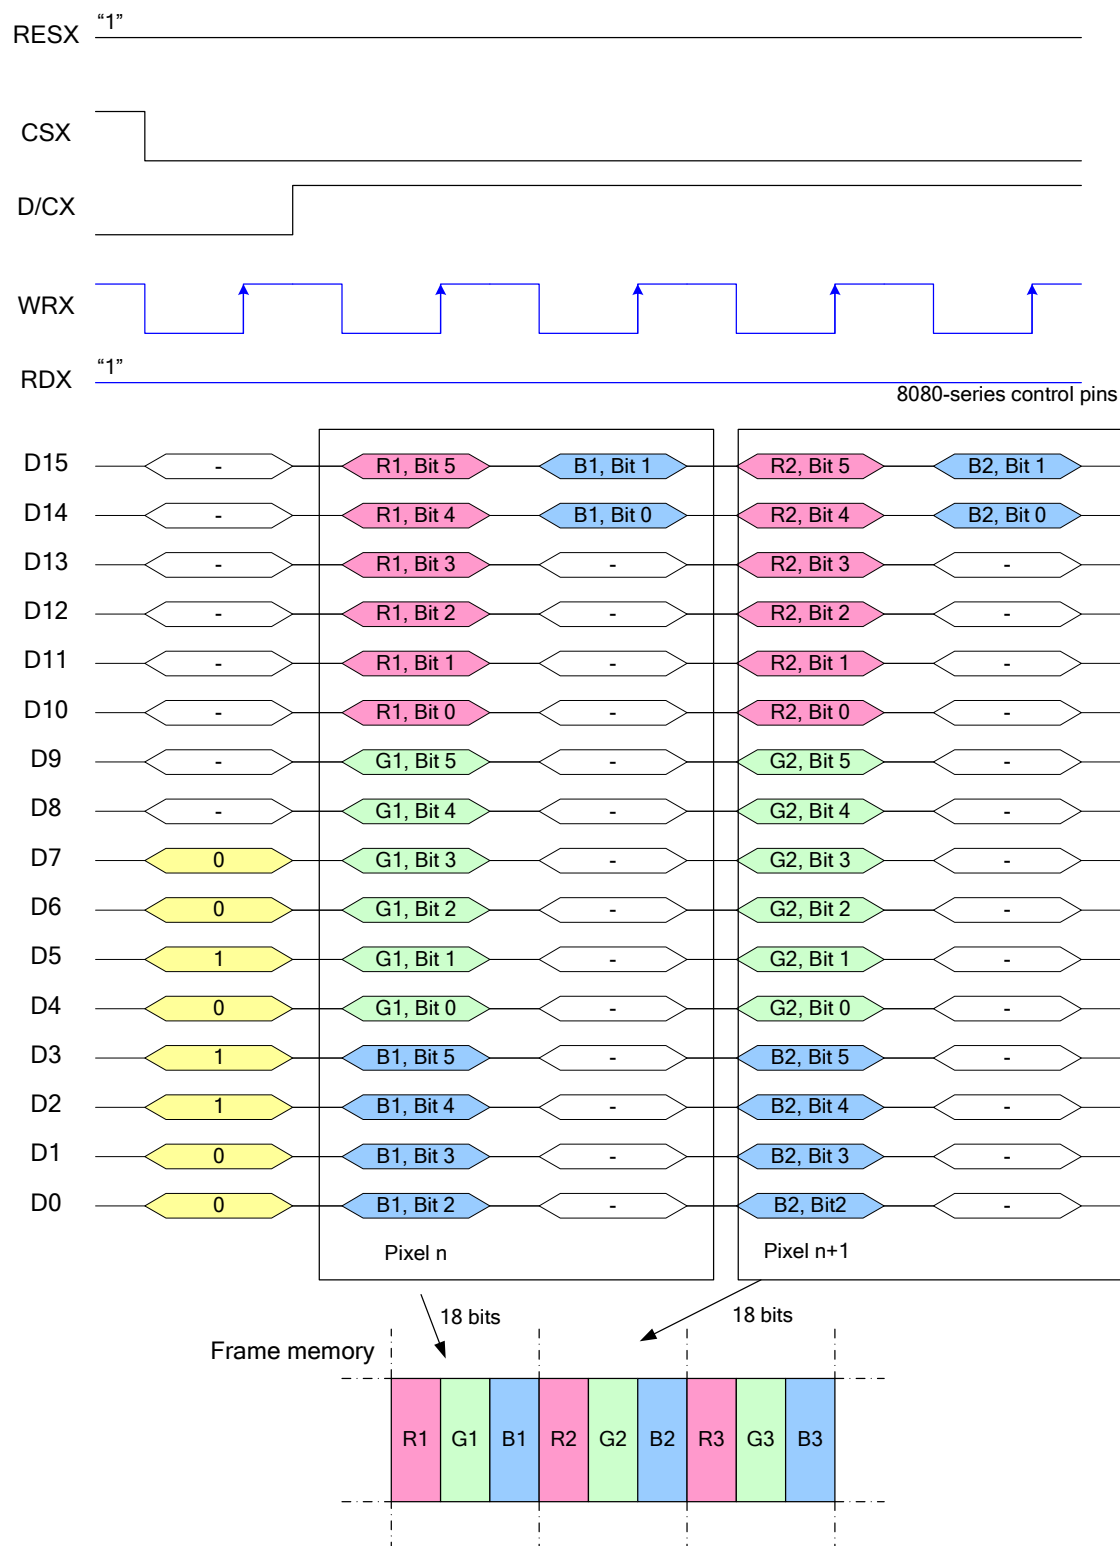 RESX “1”
CSX
D/CX
WRX
RDX “1”
8080-series control pins
D15 - R1, Bit 5 B1, Bit 1 R2, Bit 5 B2, Bit 1
D14 - R1, Bit 4 B1, Bit 0 R2, Bit 4 B2, Bit 0
D13 - R1, Bit 3 - R2, Bit 3 -
D12 - R1, Bit 2 - R2, Bit 2 -
D11 - R1, Bit 1 - R2, Bit 1 -
D10 - R1, Bit 0 - R2, Bit 0 -
D9 - G1, Bit 5 - G2, Bit 5 -
D8 - G1, Bit 4 - G2, Bit 4 -
D7 0 G1, Bit 3 - G2, Bit 3 -
D6 0 G1, Bit 2 - G2, Bit 2 -
D5 1 G1, Bit 1 - G2, Bit 1 -
D4 0 G1, Bit 0 - G2, Bit 0 -
D3 1 B1, Bit 5 - B2, Bit 5 -
D2 1 B1, Bit 4 - B2, Bit 4 -
D1 0 B1, Bit 3 - B2, Bit 3 -
D0 0 B1, Bit 2 - B2, Bit2 -
Pixel n Pixel n+1
18 bits 18 bits
Frame memory
R1 G1 B1 R2 G2 B2 R3 G3 B3